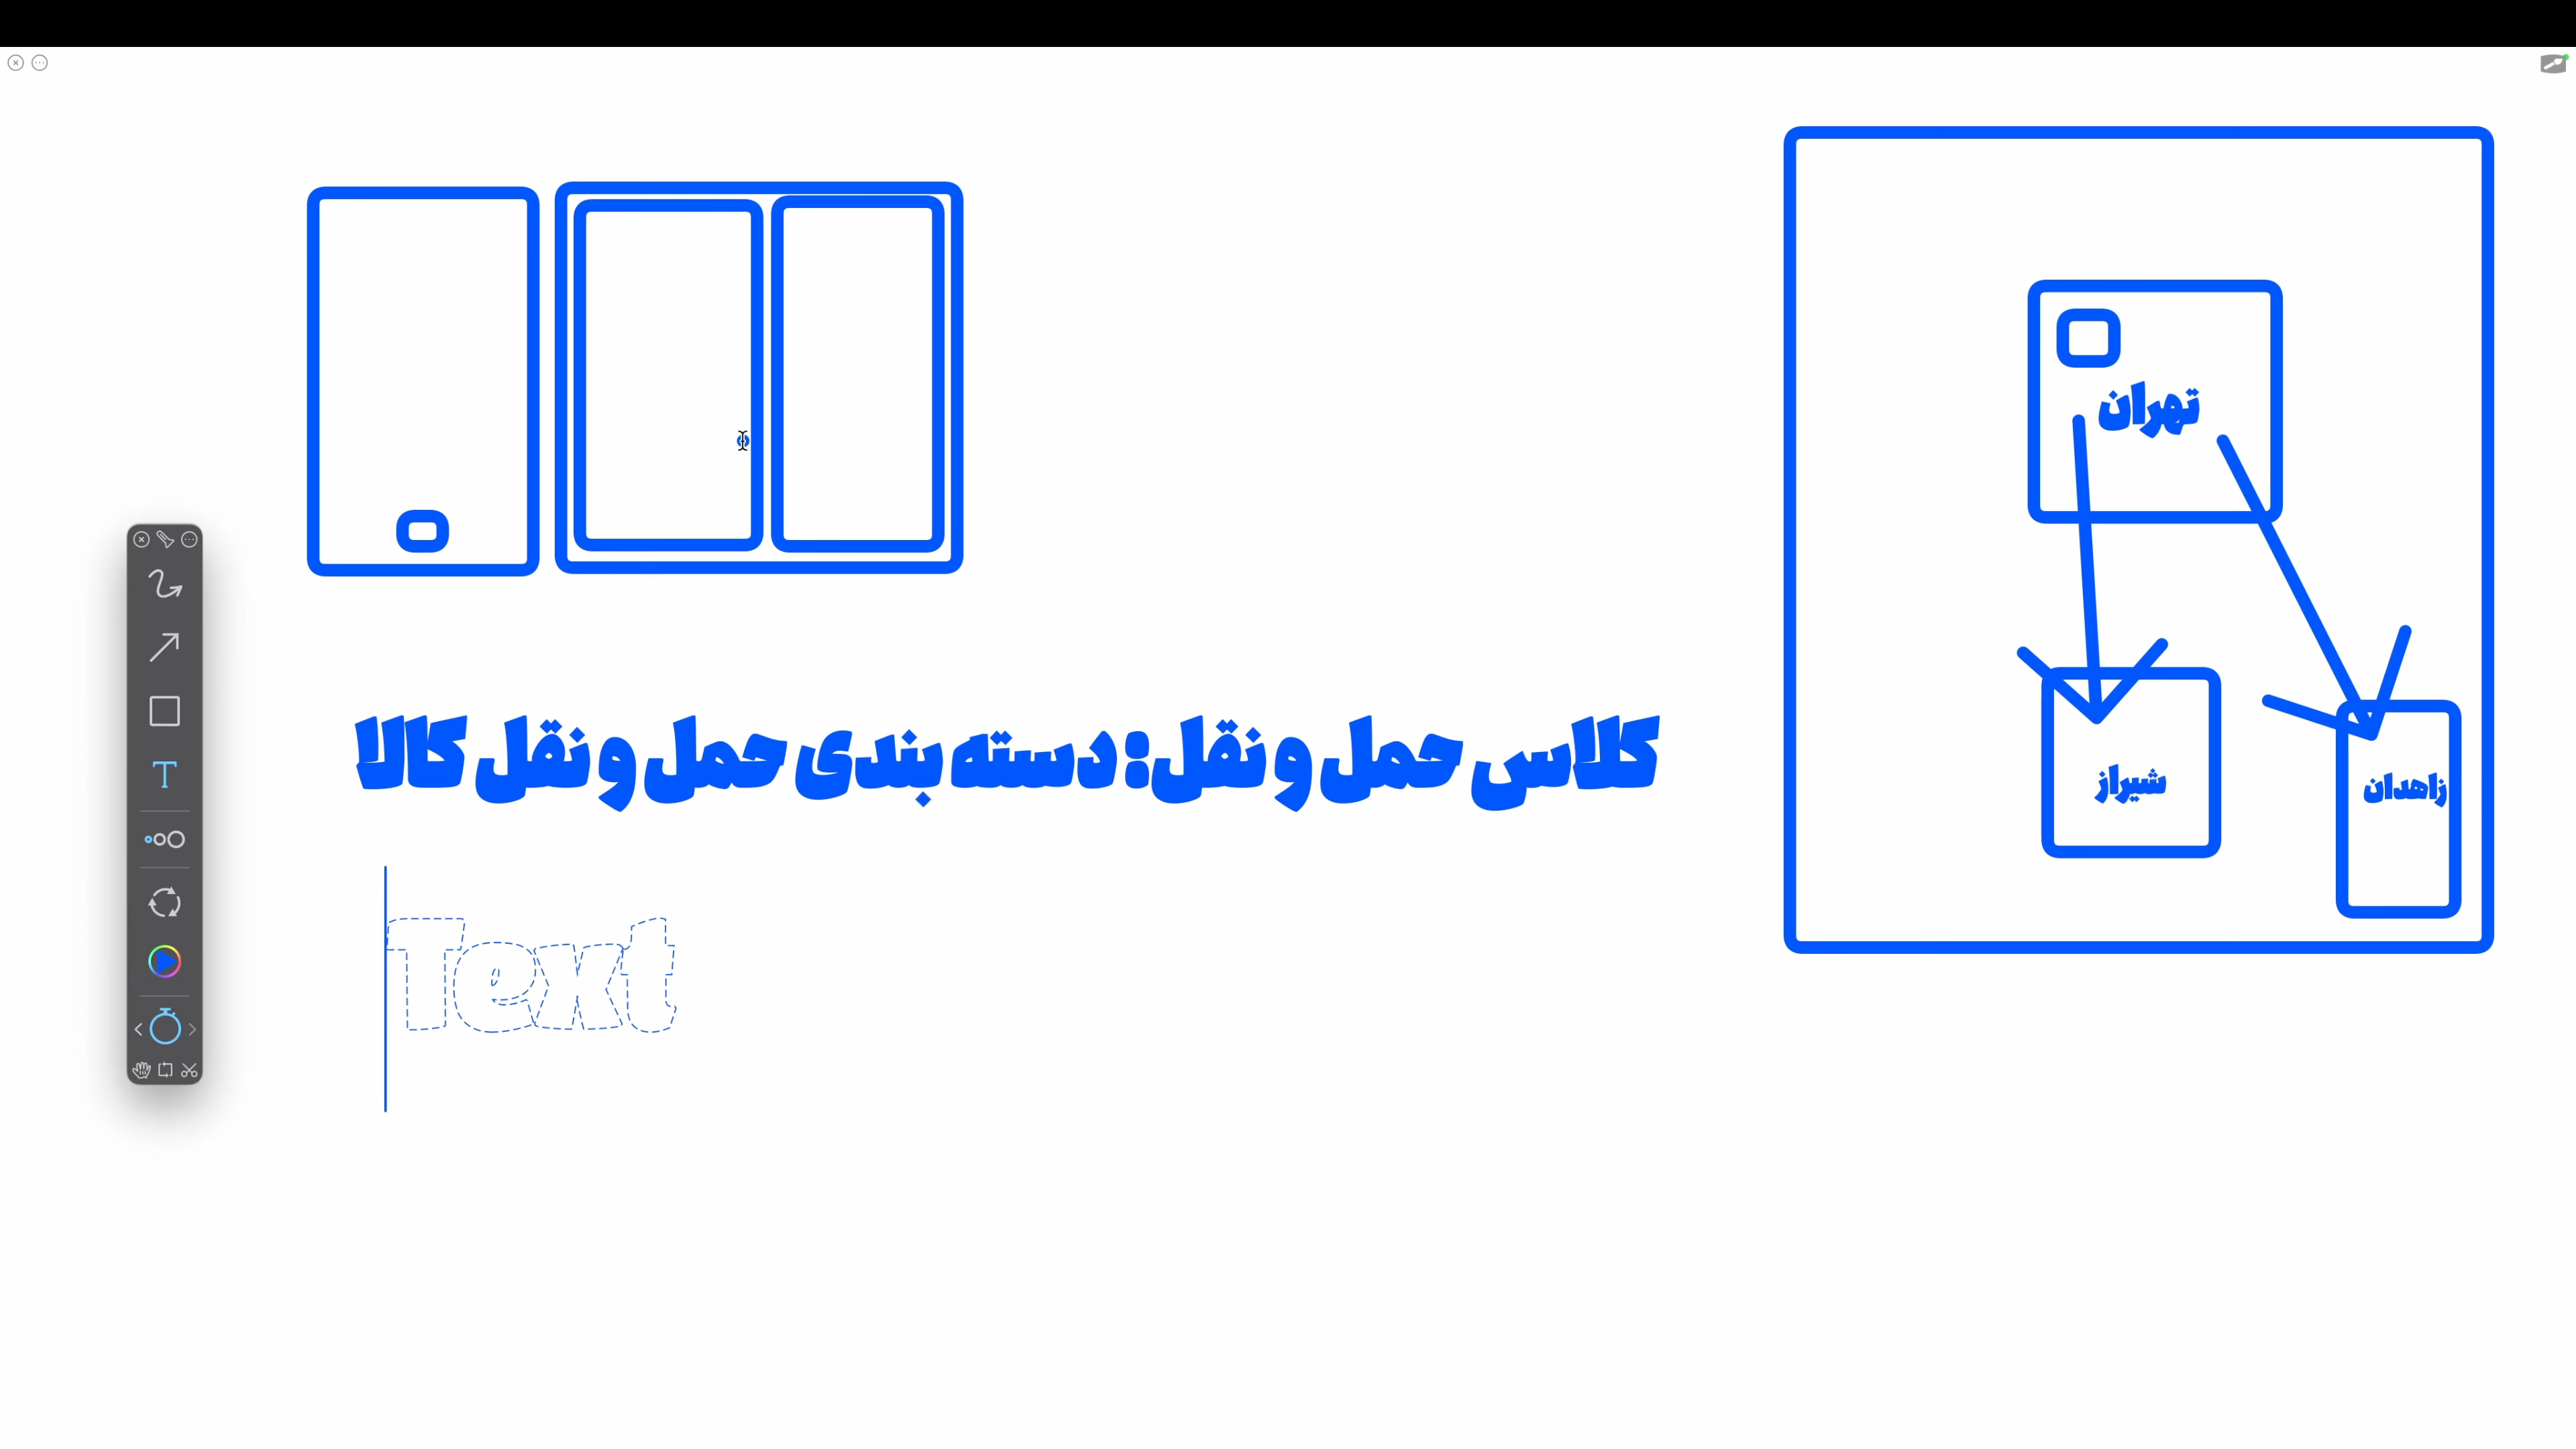 تهران
کلاس حمل و نقل: دسته بندی حمل و نقل کالا
شیراز
زاهدان
Text